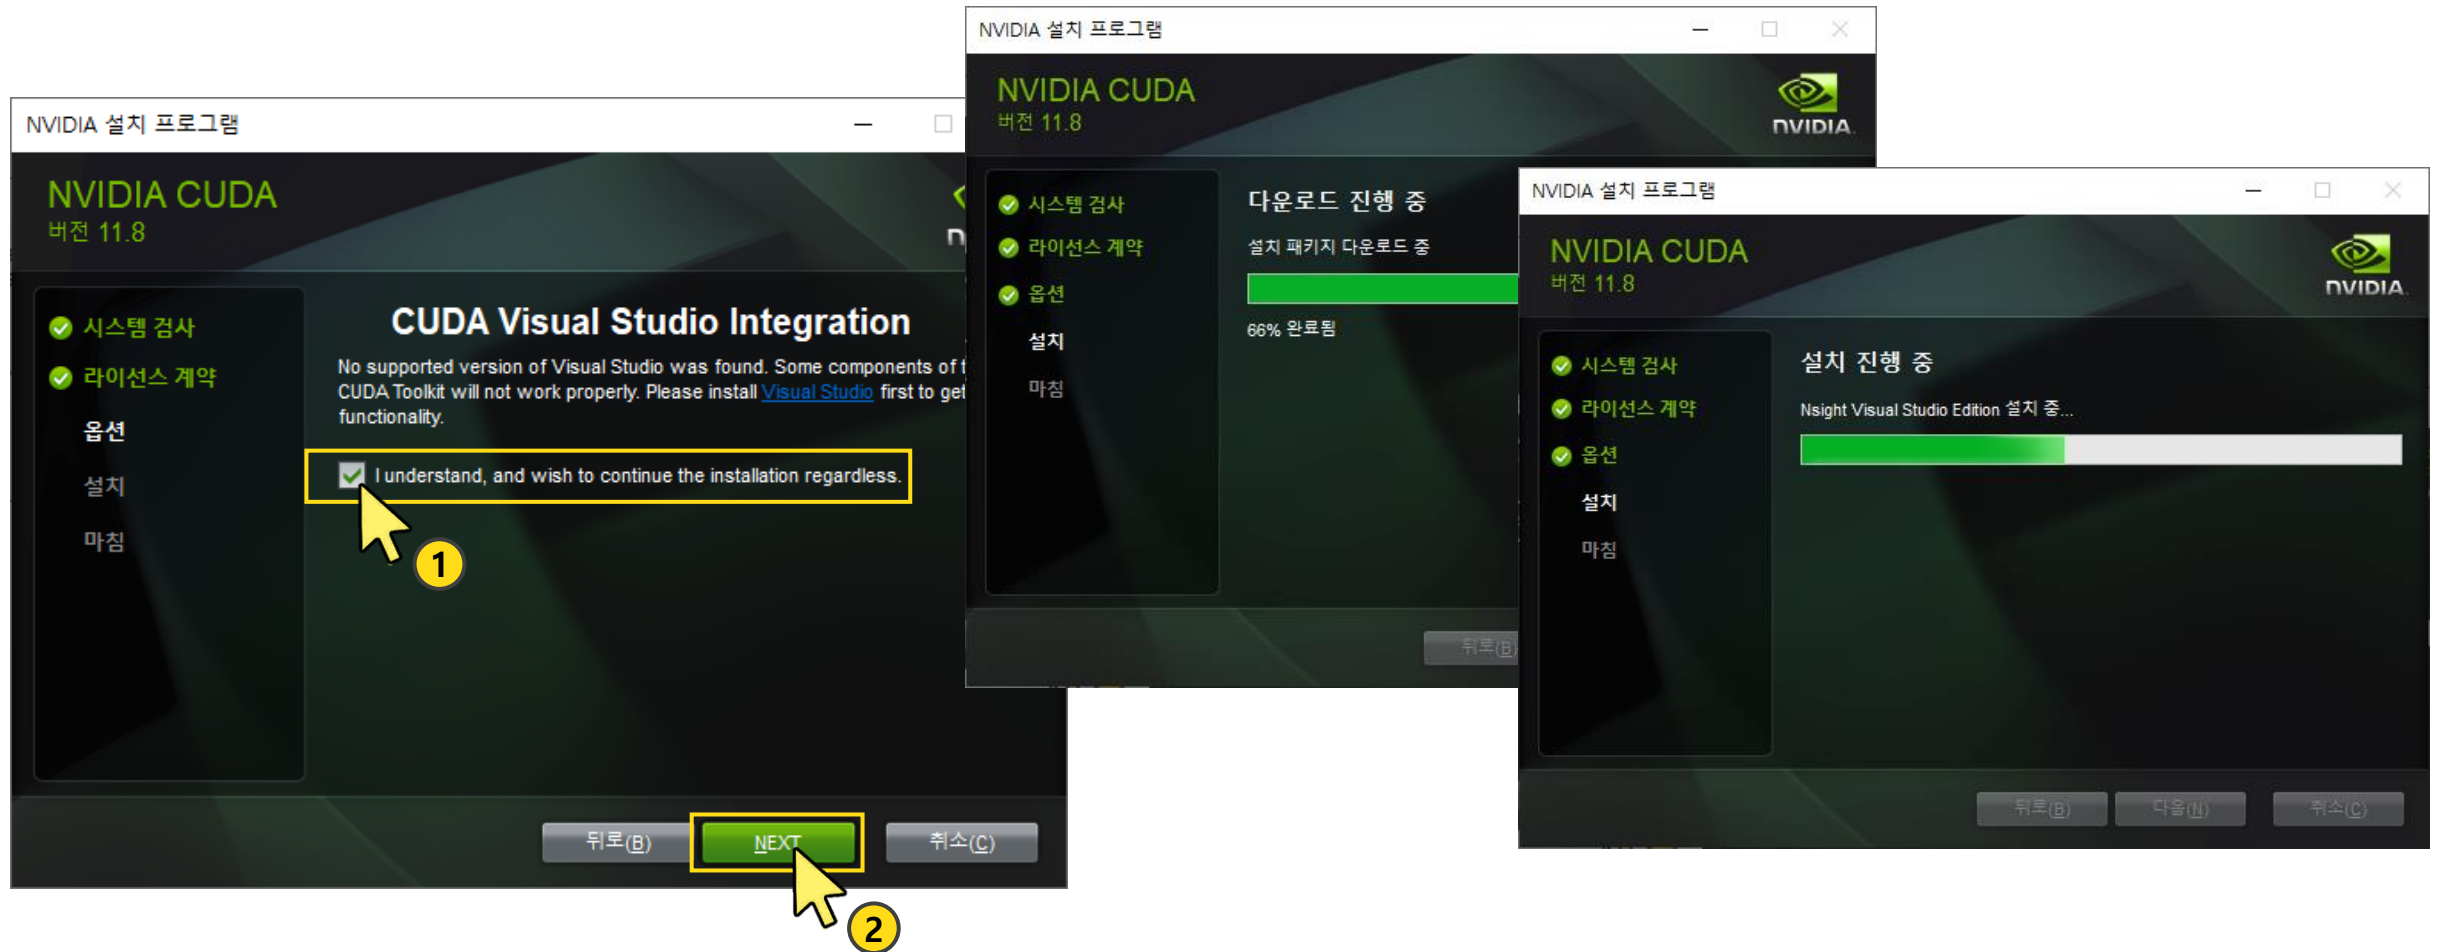 NVIDIA 설치 프로그램
NVIDIA CUDA
버전 11.8
시스템 검사
라이선스 계약
옵션
설치
마침
CUDA Visual Studio Integration
No supported version of Visual Studio was found. Some components of
CUDA Toolkit will not work properly. Please install Visual Studio first to get
functionality.
I understand, and wish to continue the installation regardless.
1
뒤로(B)
NEXT
취소(C)
2
NVIDIA 설치 프로그램
NVIDIA CUDA
버전 11.8
NVIDIA.
시스템 검사
라이선스 계약
옵션
설치
마침
다운로드 진행 중
설치 패키지 다운로드 중
66% 완료됨
뒤로(B)
NVIDIA 설치 프로그램
NVIDIA CUDA
버전 11.8
NVIDIA.
시스템 검사
라이선스 계약
옵션
설치
마침
설치 진행 중
Nsight Visual Studio Edition 설치 중...
뒤로(B)
다음(N)
취소(C)